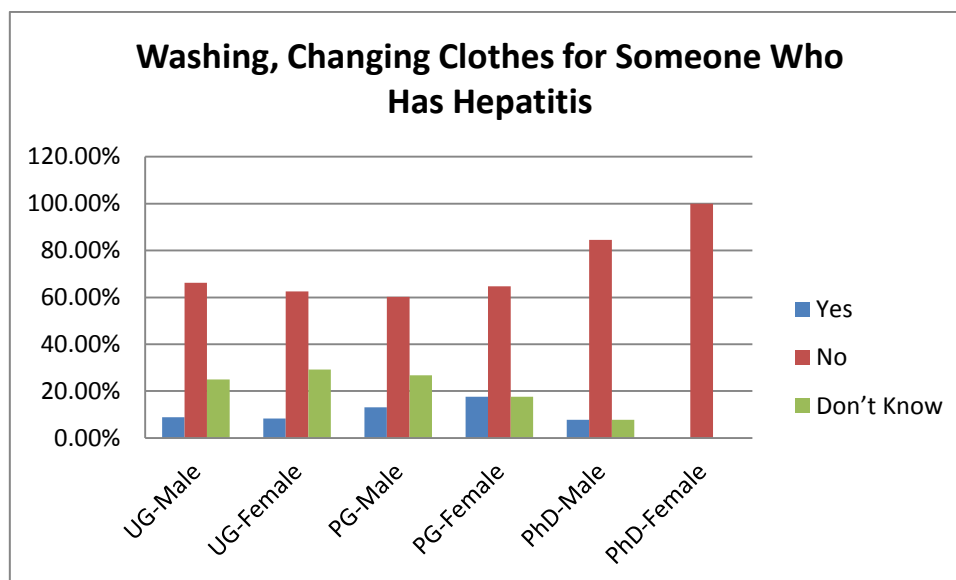 Washing, Changing Clothes for Someone Who
Has Hepatitis
120.00%
100.00%
80.00%
60.00%
40.00%
20.00%
0.00%
UG-Male
UG-Female
PG-Male
PG-Female
PhD-Male
PhD-Female
Yes
No
Don’t Know